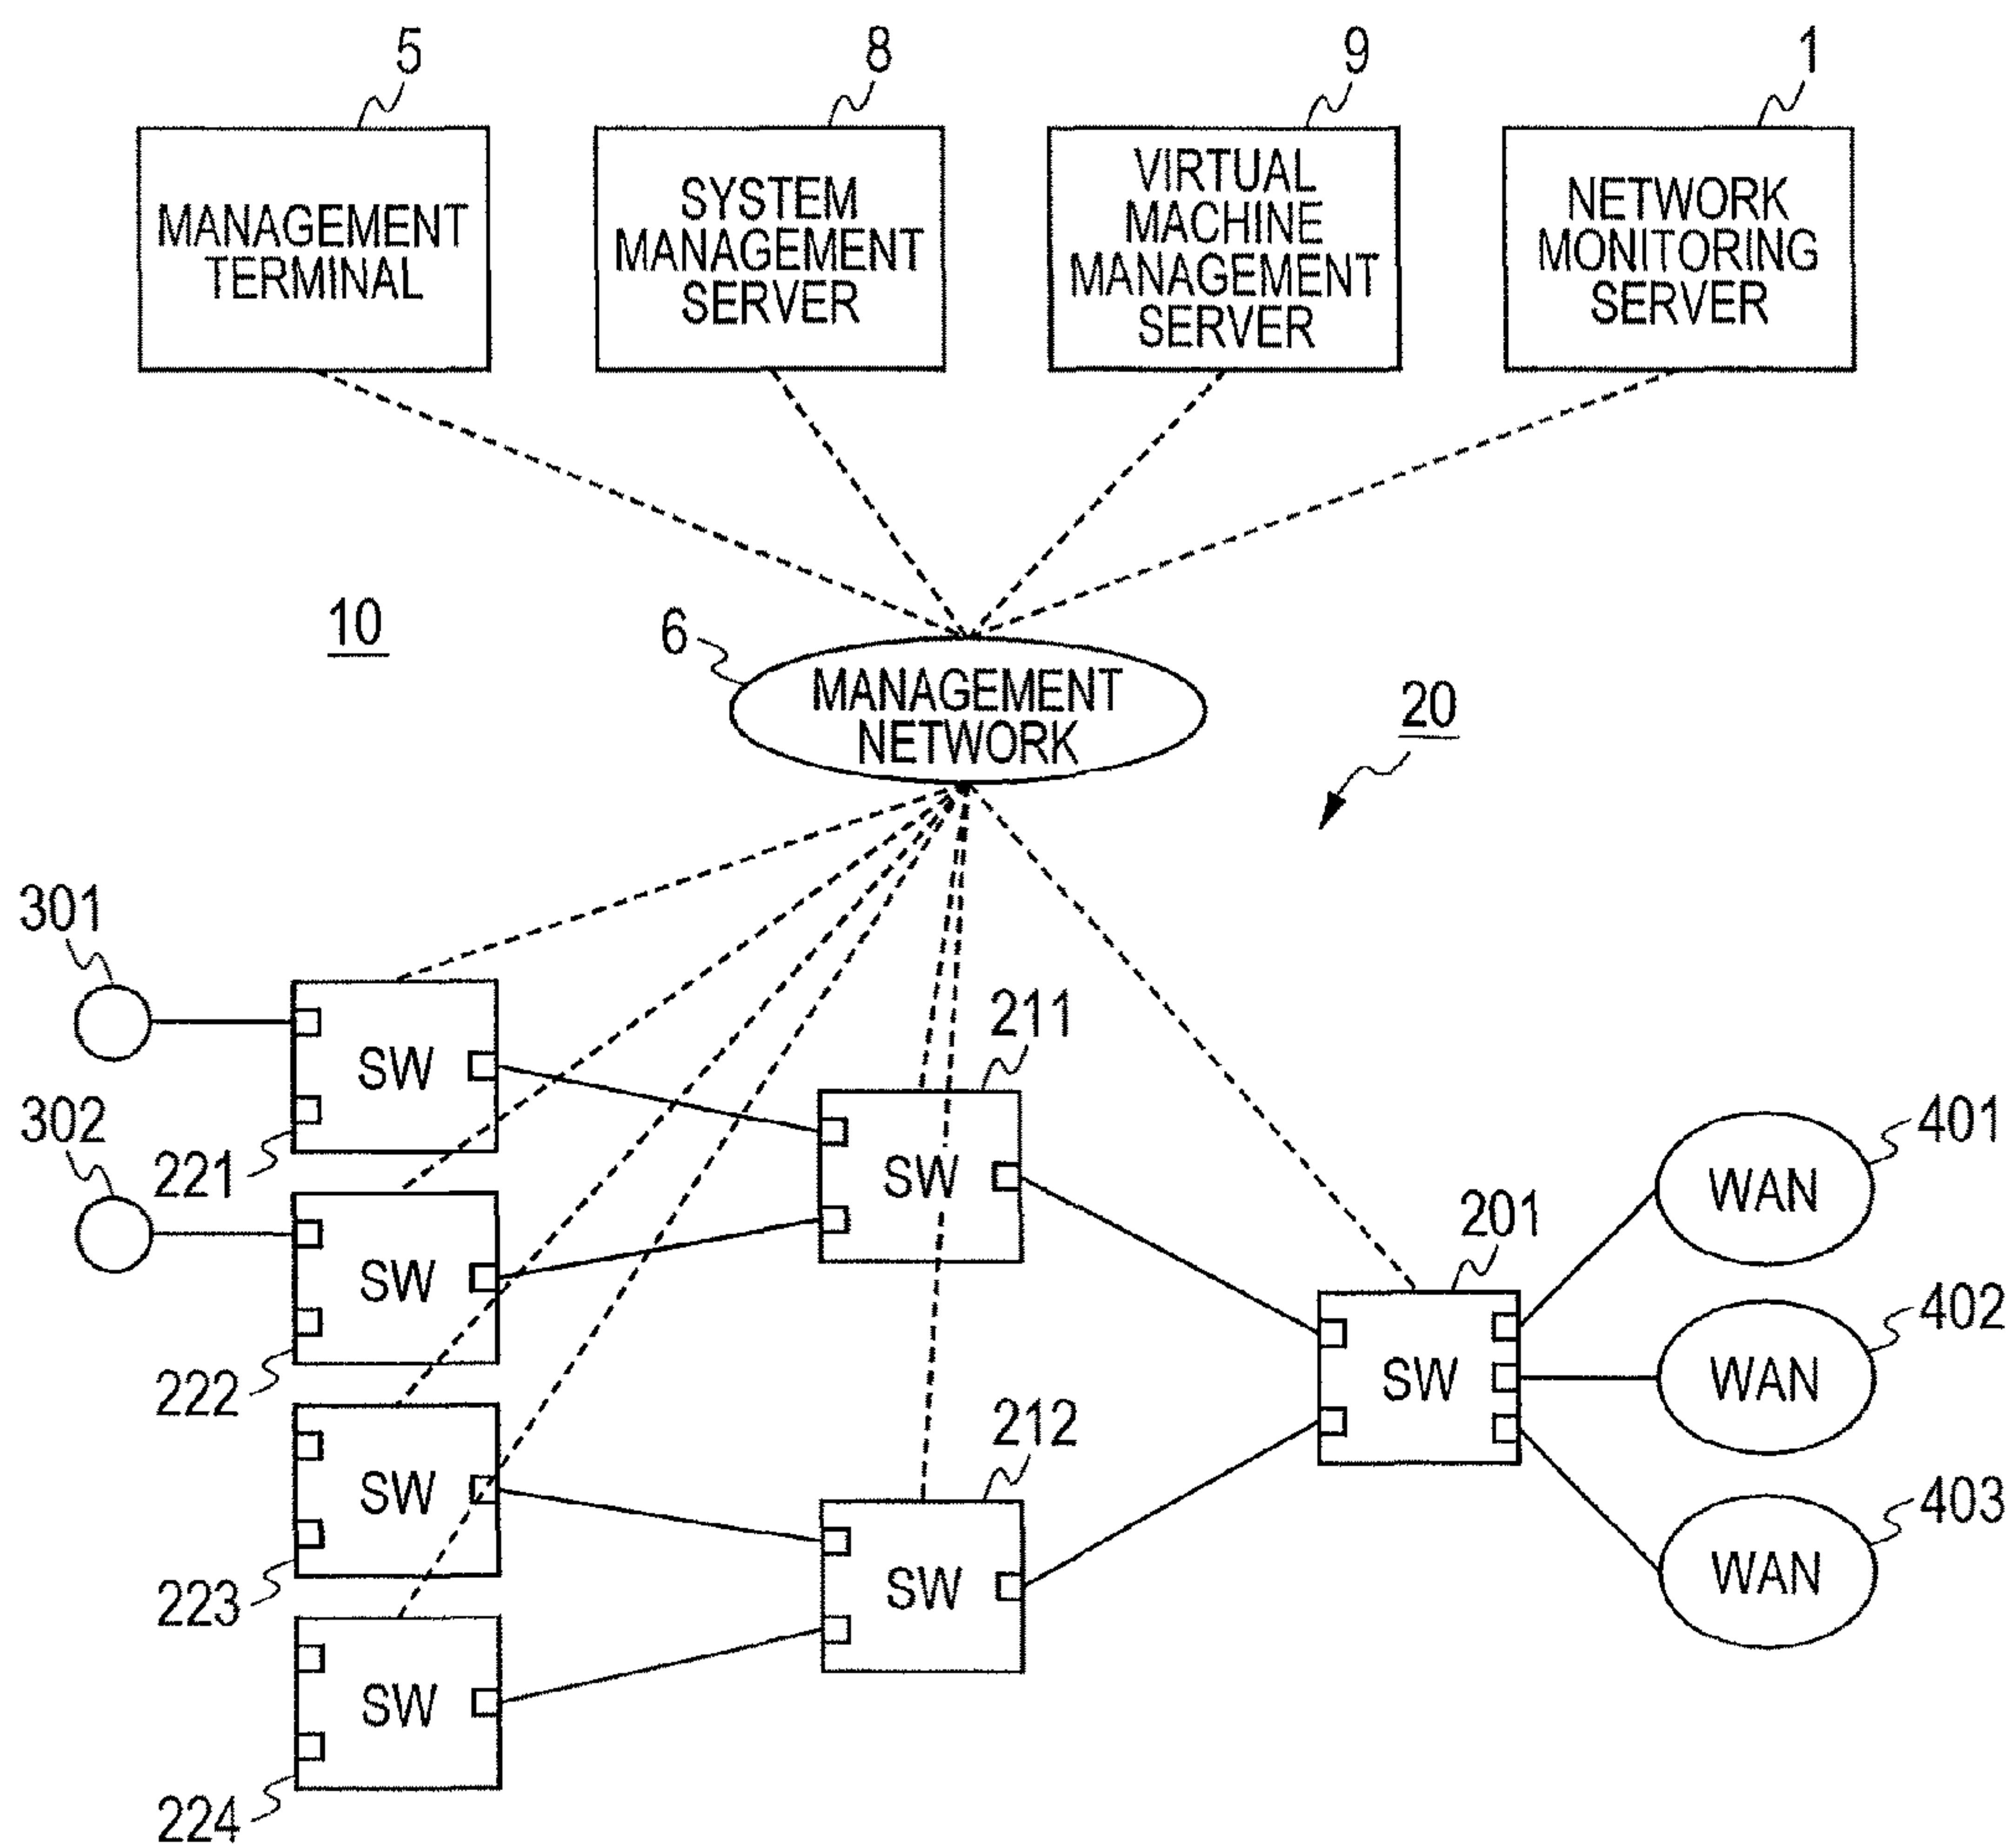 5
8
9
1
MANAGEMENT
TERMINAL
SYSTEM
MANAGEMENT
SERVER
VIRTUAL
MACHINE
MANAGEMENT
SERVER
NETWORK
MONITORING
SERVER
10
6
MANAGEMENT
NETWORK
20
301
SW
221
302
SW
222
SW
223
SW
224
211
SW
212
SW
201
SW
401
WAN
402
WAN
403
WAN